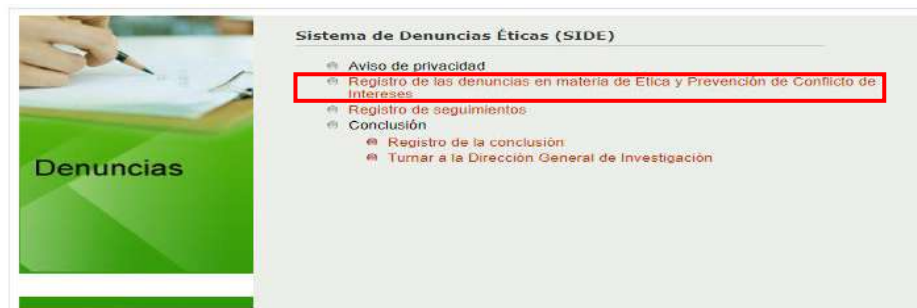 Sistema de Denuncias Éticas (SIDE)
Aviso de privacidad
Registro de las denuncias en materia de Etica y Prevención de Conflicto de
Intereses
Registro de seguimientos
Conclusión
Registro de la conclusión
Turnar a la Dirección General de Investigación
Denuncias